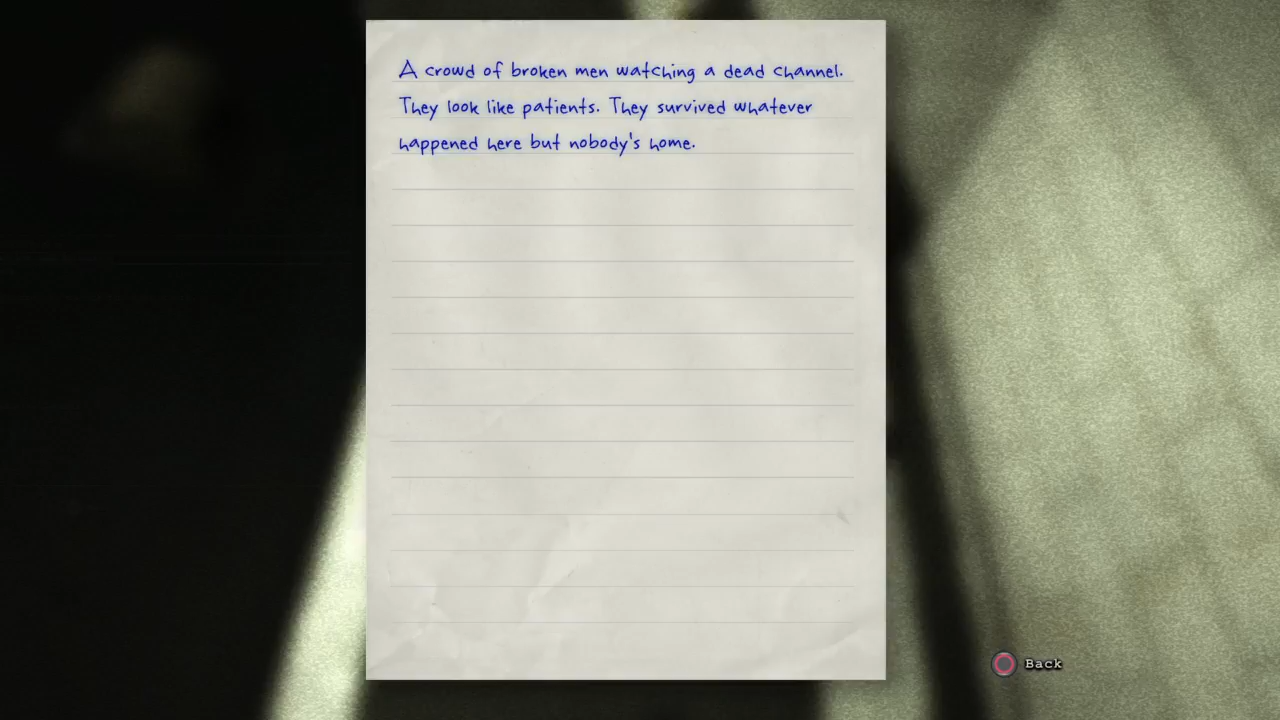 A crowd of broken men watching a dead channel.
They look like patients. They survived whatever
happened here but nobody's home.
Back